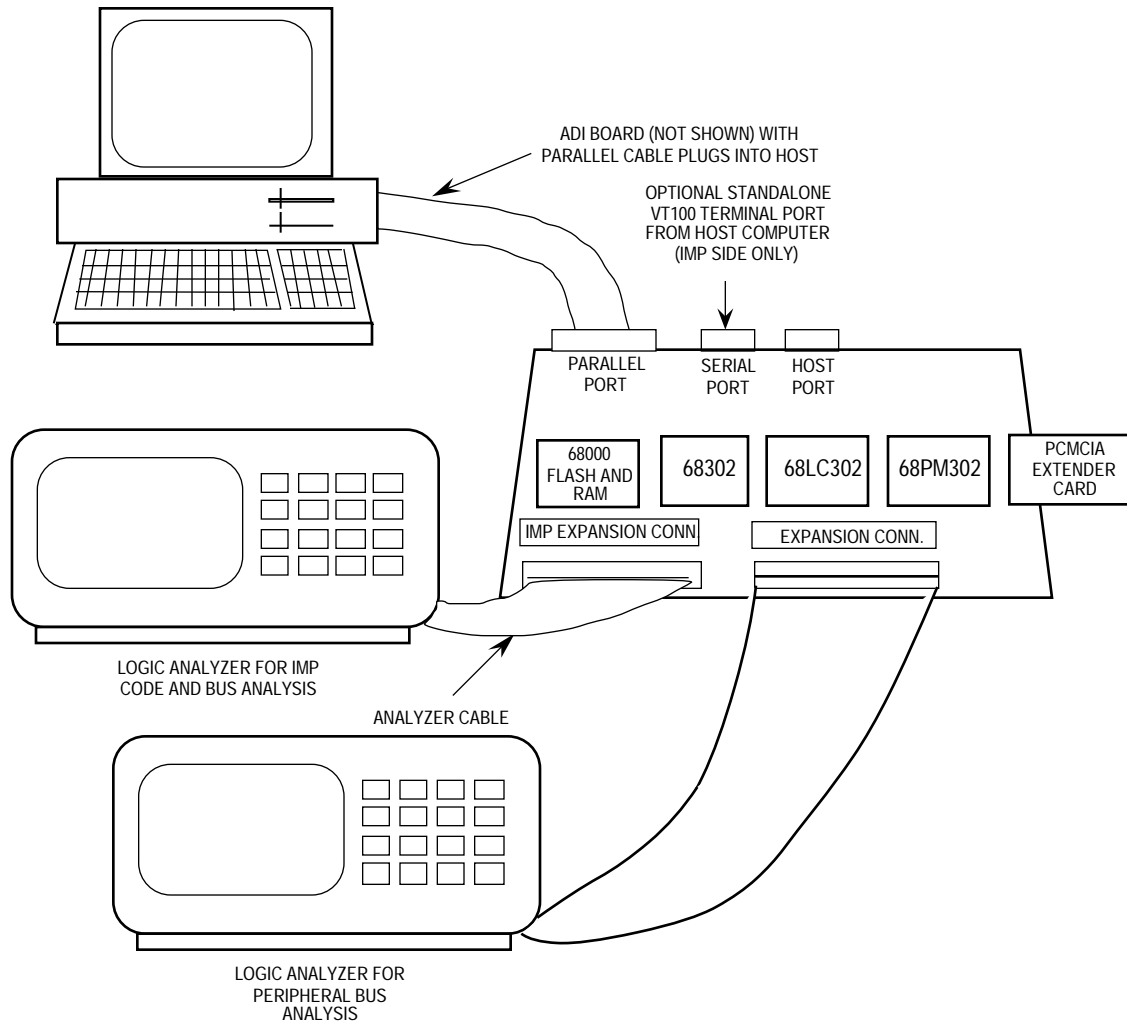 ADI BOARD (NOT SHOWN) WITH
PARALLEL CABLE PLUGS INTO HOST
OPTIONAL STANDALONE
VT100 TERMINAL PORT
FROM HOST COMPUTER
(IMP SIDE ONLY)
PARALLEL
PORT
SERIAL
PORT
HOST
PORT
68000
FLASH AND
RAM
68302
68LC302
68PM302
PCMCIA
EXTENDER
CARD
IMP EXPANSION CONN.
EXPANSION CONN.
LOGIC ANALYZER FOR IMP
CODE AND BUS ANALYSIS
ANALYZER CABLE
LOGIC ANALYZER FOR
PERIPHERAL BUS
ANALYSIS